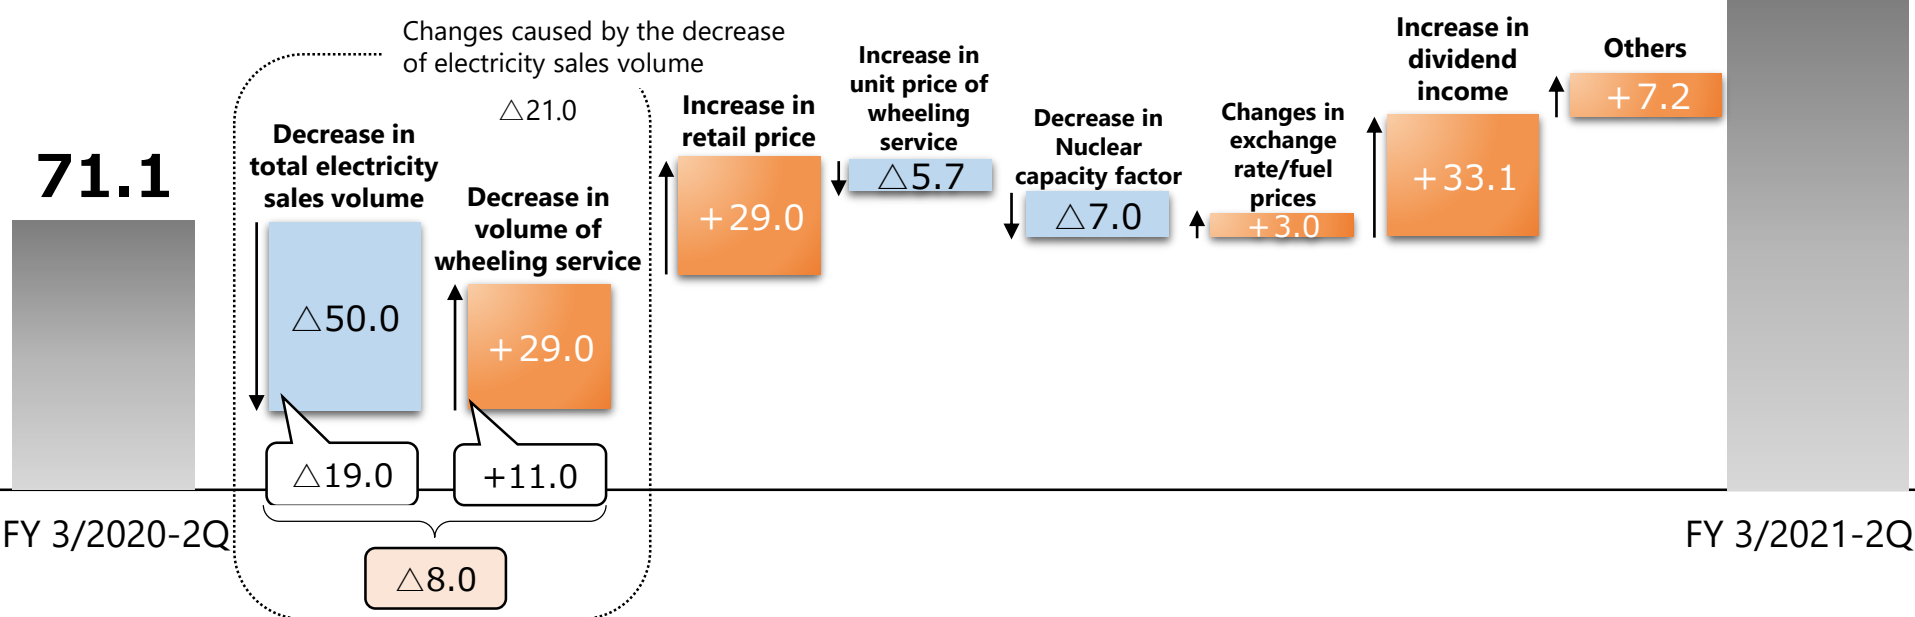 Changes caused by the decrease
of electricity sales volume
△21.0
71.1
Decrease in
total electricity
sales volume
△50.0
△19.0
Decrease in
volume of
wheeling service
+29.0
+11.0
△8.0
Increase in
retail price
+29.0
Increase in
unit price of
wheeling
service
△5.7
Decrease in
Nuclear
capacity factor
△7.0
Changes in
exchange
rate/fuel
prices
+3.0
Increase in
dividend
income
+33.1
Others
+7.2
FY 3/2020-2Q
FY 3/2021-2Q